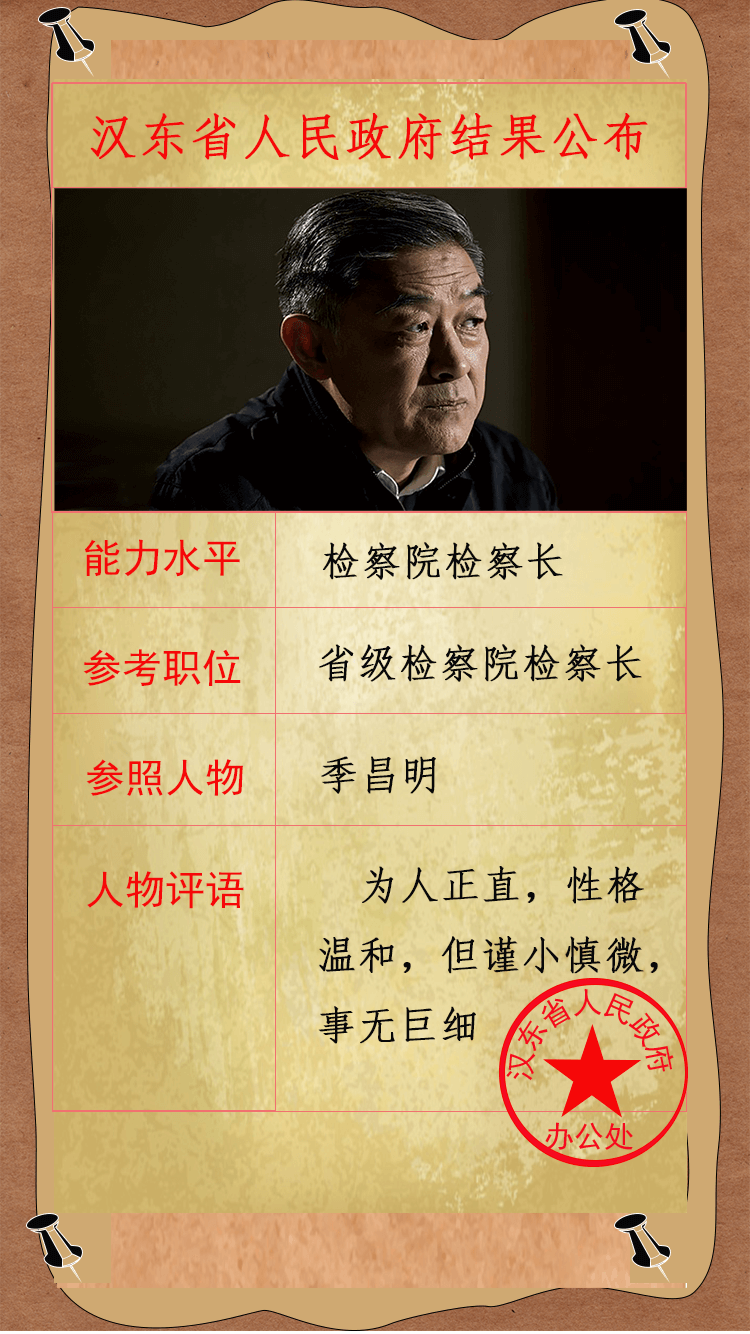 汉东省人民政府结果公布
能力水平 检察院检察长
参考职位 省级检察院检察长
参照人物 季昌明
人物评语 为人正直，性格
温和，但谨小慎微，
事无巨细
汉东省人民政府
办公处